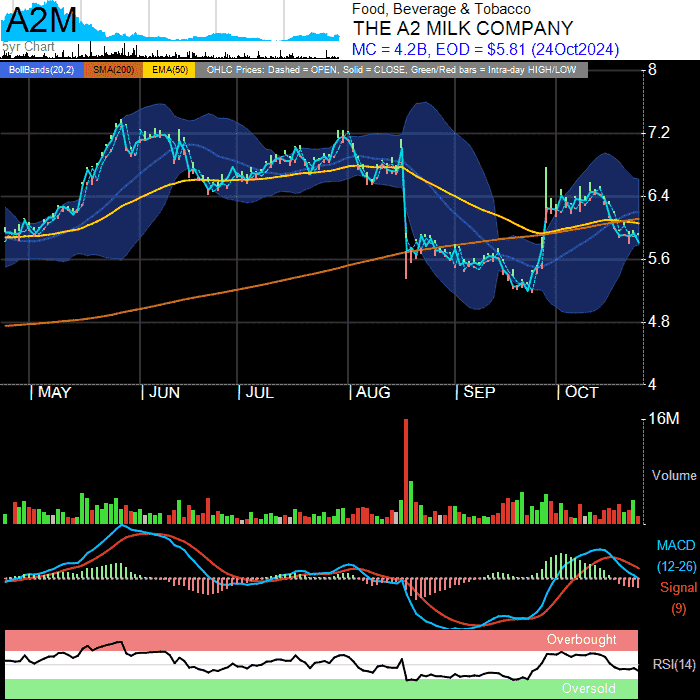 A2M
5yr Chart
Food, Beverage & Tobacco
THE A2 MILK COMPANY
MC = 4.2B, EOD = $5.81 (24Oct2024)
BollBands(20,2) SMA(200) EMA(50) OHLC Prices: Dashed = OPEN, Solid = CLOSE, Green/Red bars = Intra-day HIGH/LOW
8
7.2
6.4
5.6
4.8
4
MAY JUN JUL AUG SEP OCT
16M
Volume
MACD
(12-26)
Signal
(9)
Overbought
RSI(14)
Oversold